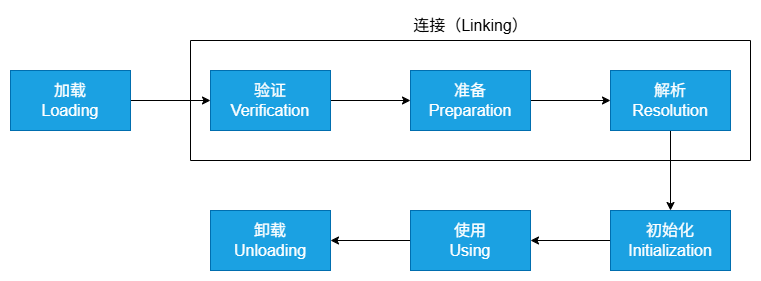 连接（Linking）
加载
Loading
验证
Verification
准备
Preparation
解析
Resolution
卸载
Unloading
使用
Using
初始化
Initialization